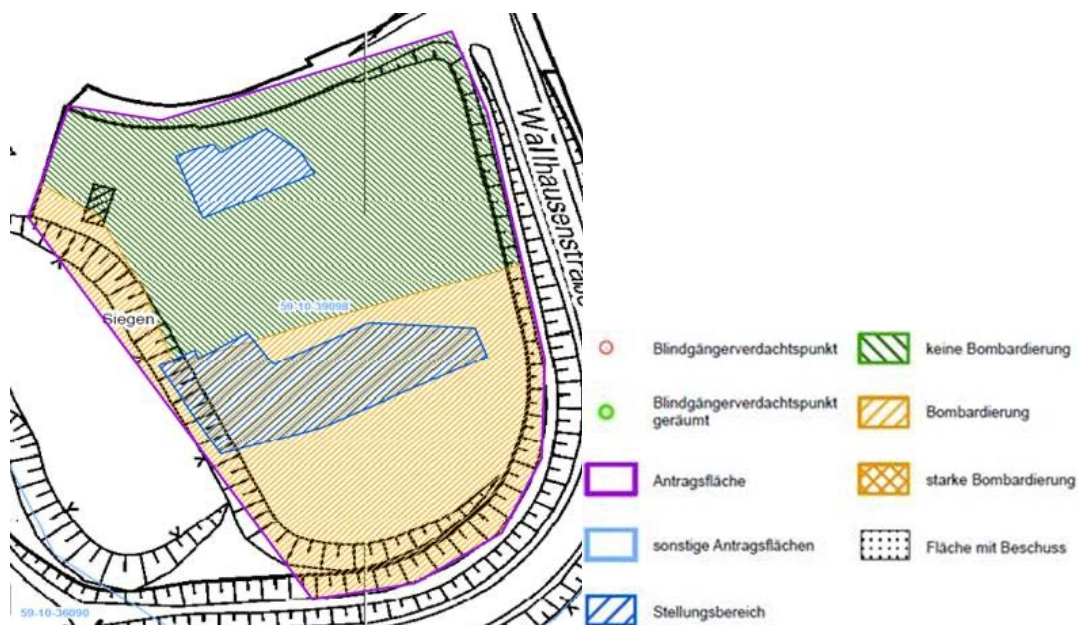 Wallhausenstraße
59-10-39098
Siegen
59-10-36090
Blindgängerverdachtspunkt
Blindgängerverdachtspunkt
geräumt
Antragsfläche
sonstige Antragsflächen
Stellungsbereich
keine Bombardierung
Bombardierung
starke Bombardierung
Fläche mit Beschuss